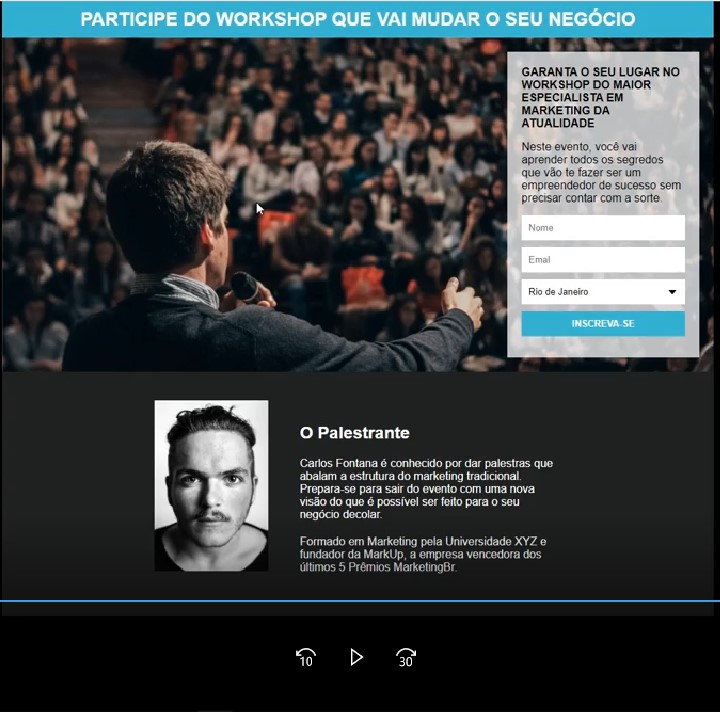 PARTICIPE DO WORKSHOP QUE VAI MUDAR O SEU NEGÓCIO
GARANTA O SEU LUGAR NO
WORKSHOP DO MAIOR
ESPECIALISTA EM
MARKETING DA
ATUALIDADE
Neste evento, você vai
aprender todos os segredos
que vão te fazer ser um
empreendedor de sucesso sem
precisar contar com a sorte.
Nome
Email
Rio de Janeiro
INSCREVA-SE
O Palestrante
Carlos Fontana é conhecido por dar palestras que
abalam a estrutura do marketing tradicional.
Prepara-se para sair do evento com uma nova
visão do que é possível ser feito para o seu
negócio decolar.
Formado em Marketing pela Universidade XYZ e
fundador da MarkUp, a empresa vencedora dos
últimos 5 Prêmios MarketingBr.
10
30